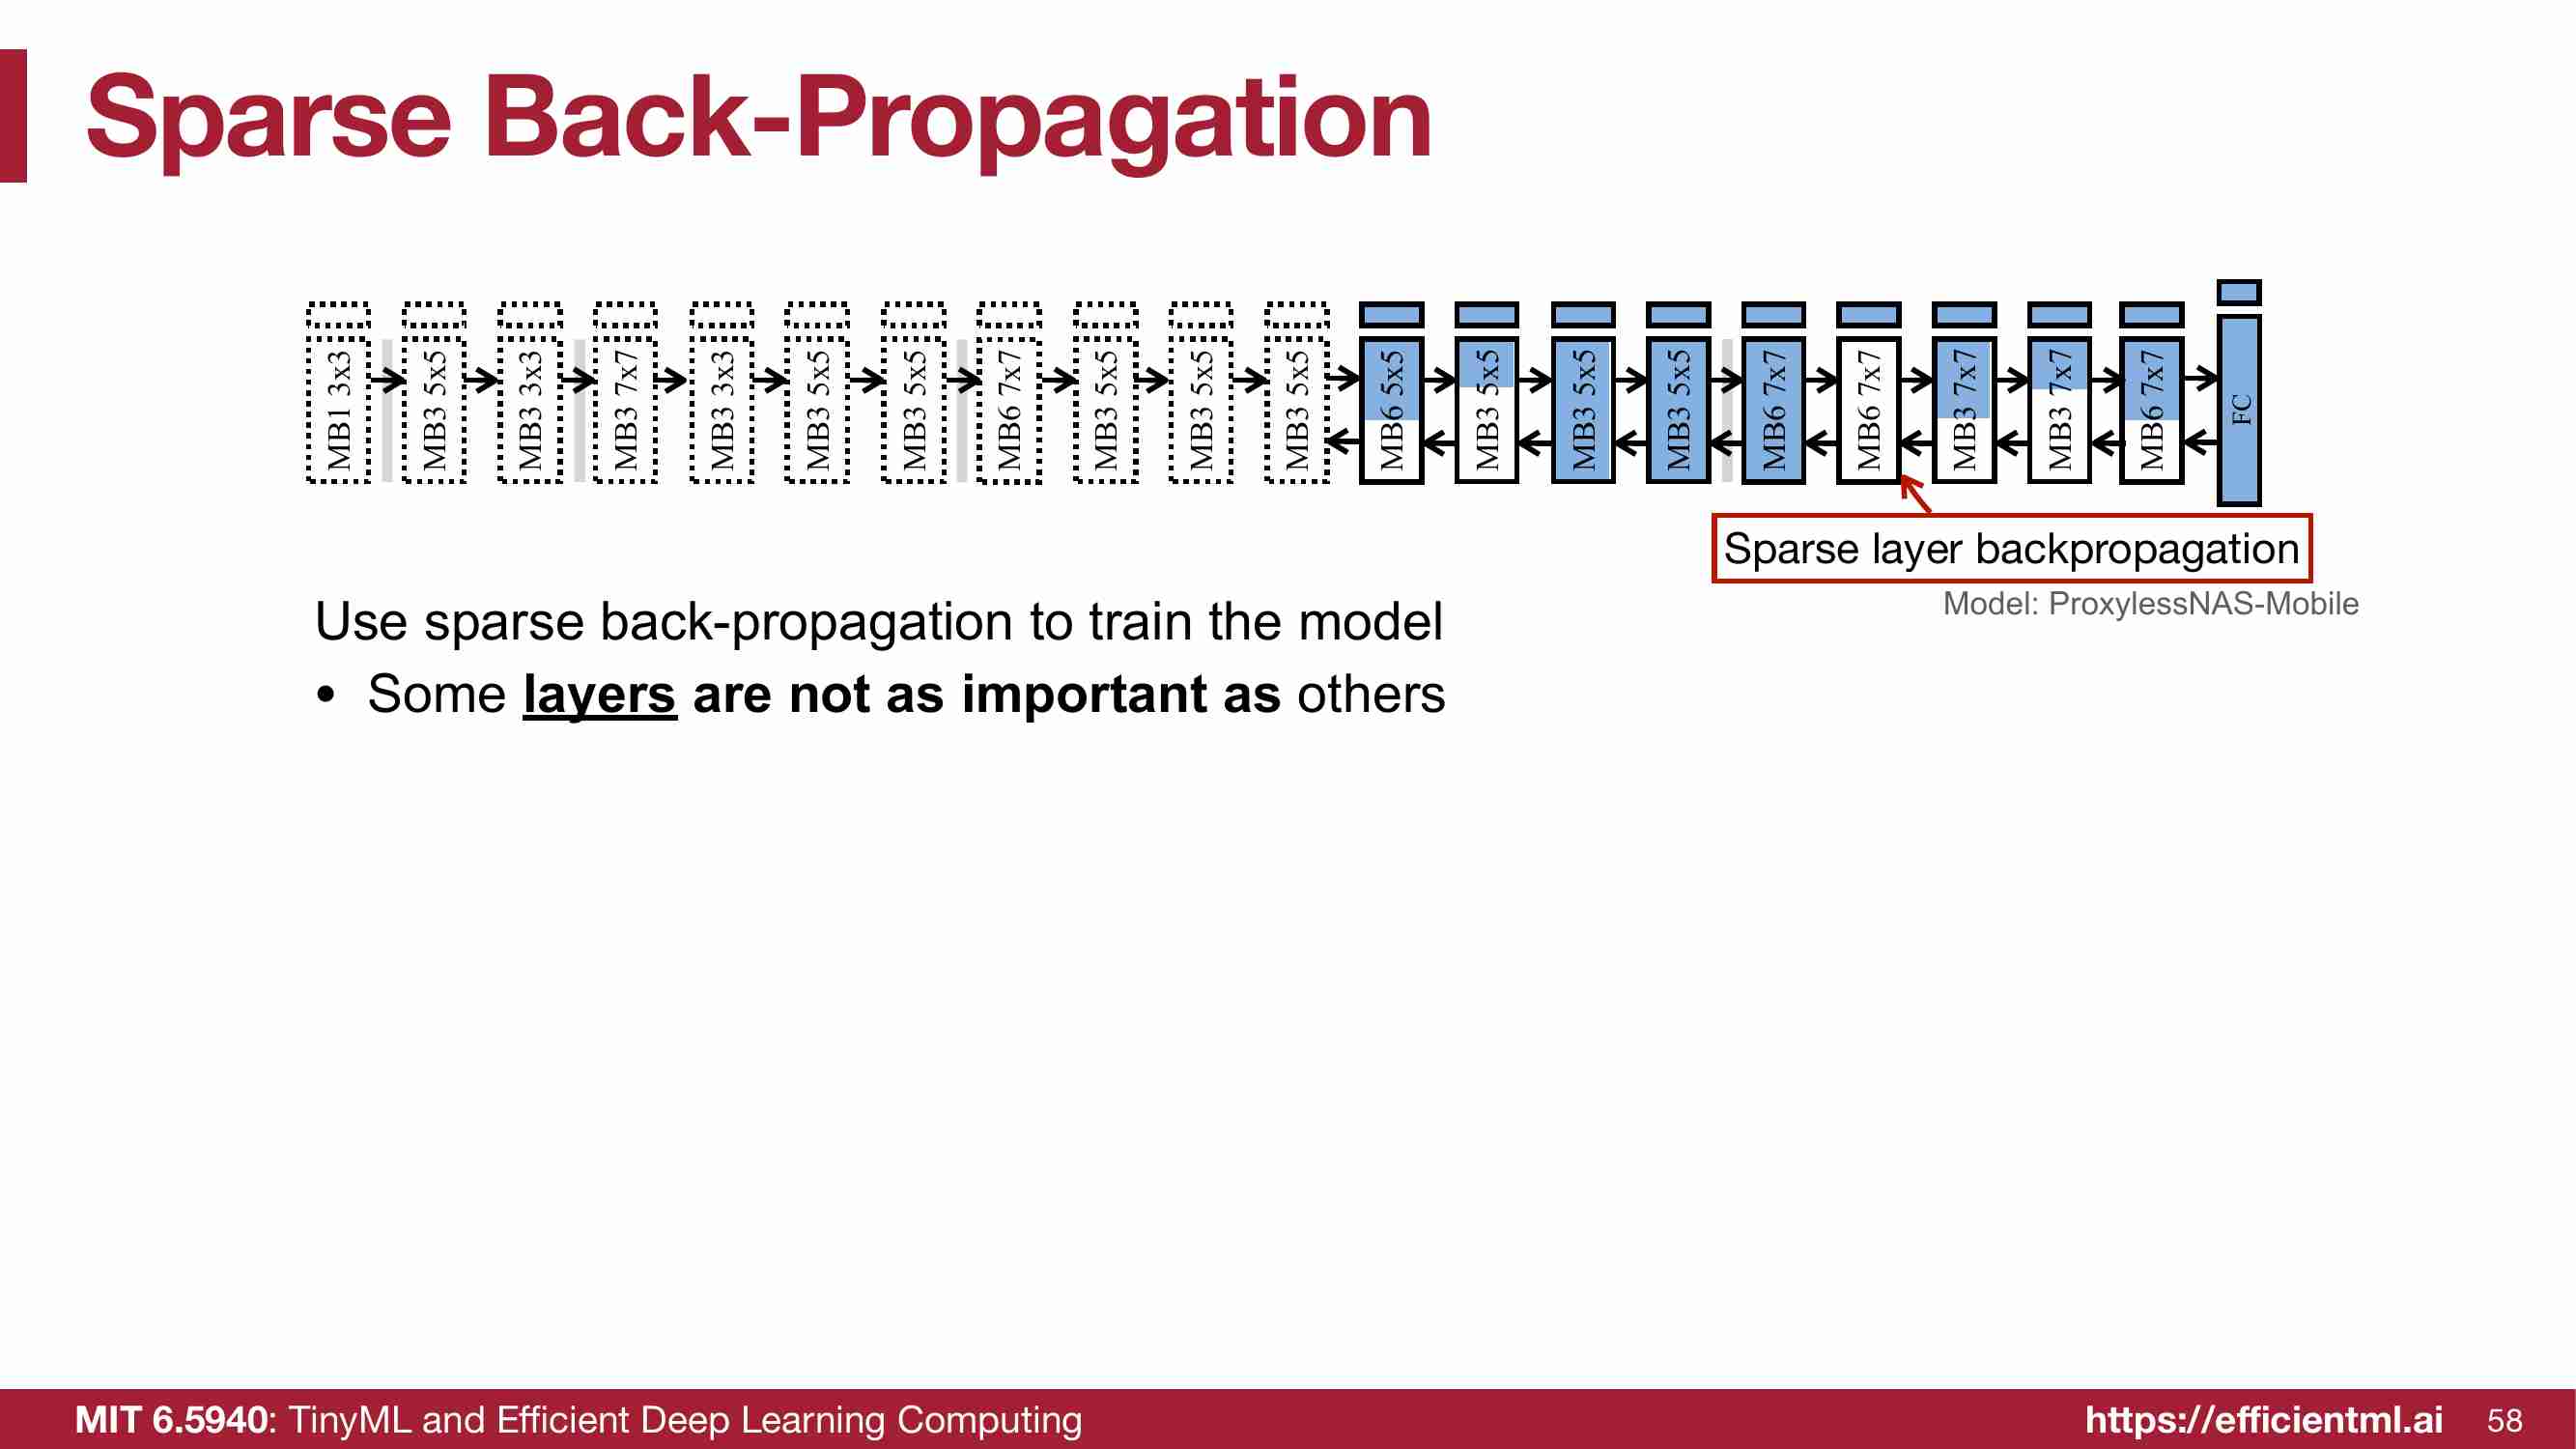 Sparse Back-Propagation
MB1 3x3
MB3 5x5
MB3 3x3
MB3 7x7
MB3 3x3
MB3 5x5
MB3 5x5
MB6 7x7
MB3 5x5
MB3 5x5
MB3 5x5
MB6 5x5
MB3 5x5
MB3 5x5
MB3 5x5
MB6 7x7
MB6 7x7
MB3 7x7
MB3 7x7
MB6 7x7
FC
Sparse layer backpropagation
Model: ProxylessNAS-Mobile
Use sparse back-propagation to train the model
• Some layers are not as important as others
MIT 6.5940: TinyML and Efficient Deep Learning Computing
https://efficientml.ai
58